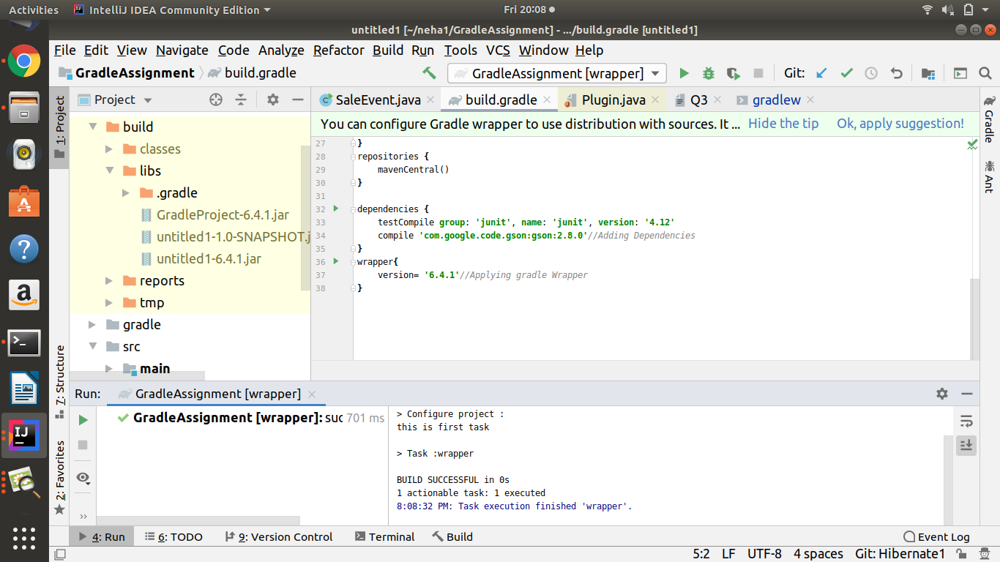 Activities IntelliJ IDEA Community Edition Fri 20:08
untitled1 [~/neha1/GradleAssignment] - .../build.gradle [untitled1]
File Edit View Navigate Code Analyze Refactor Build Run Tools VCS Window Help
GradleAssignment build.gradle GradleAssignment [wrapper] Git:
1: Project
Project
SaleEvent.java build.gradle Plugin.java Q3 gradlew
You can configure Gradle wrapper to use distribution with sources. It ... Hide the tip Ok, apply suggestion!
build
classes
libs
.gradle
GradleProject-6.4.1.jar
untitled1-1.0-SNAPSHOT.j
untitled1-6.4.1.jar
reports
tmp
gradle
src
main
27 }
28 repositories {
29 mavenCentral()
30 }
31
32 dependencies {
33 testCompile group: 'junit', name: 'junit', version: '4.12'
34 compile 'com.google.code.gson:gson:2.8.0'//Adding Dependencies
35 }
36 wrapper{
37 version= '6.4.1'//Applying gradle Wrapper
38 }
Gradle
Ant
7: Structure
2: Favorites
Run: GradleAssignment [wrapper]
GradleAssignment [wrapper]: suc 701 ms
> Configure project :
this is first task
> Task :wrapper
BUILD SUCCESSFUL in 0s
1 actionable task: 1 executed
8:08:32 PM: Task execution finished 'wrapper'.
4: Run 6: TODO 9: Version Control Terminal Build Event Log
5:2 LF UTF-8 4 spaces Git: Hibernate1